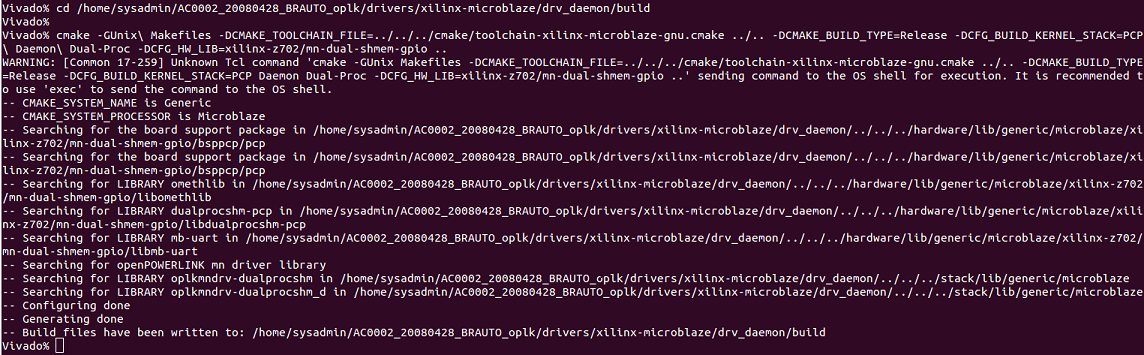 Vivado% cd /home/sysadmin/AC0002_20080428_BRAUTO_oplk/drivers/xilinx-microblaze/drv_daemon/build
Vivado%
Vivado% cmake -GUnix\ Makefiles -DCMAKE_TOOLCHAIN_FILE=../../../cmake/toolchain-xilinx-microblaze-gnu.cmake ../.. -DCMAKE_BUILD_TYPE=Release -DCFG_BUILD_KERNEL_STACK=PCP
\ Daemon\ Dual-Proc -DCFG_HW_LIB=xilinx-z702/mn-dual-shmem-gpio ..
WARNING: [Common 17-259] Unknown Tcl command 'cmake -GUnix Makefiles -DCMAKE_TOOLCHAIN_FILE=../../../cmake/toolchain-xilinx-microblaze-gnu.cmake ../.. -DCMAKE_BUILD_TYPE
=Release -DCFG_BUILD_KERNEL_STACK=PCP Daemon Dual-Proc -DCFG_HW_LIB=xilinx-z702/mn-dual-shmem-gpio ..' sending command to the OS shell for execution. It is recommended t
o use 'exec' to send the command to the OS shell.
-- CMAKE_SYSTEM_NAME is Generic
-- CMAKE_SYSTEM_PROCESSOR is Microblaze
-- Searching for the board support package in /home/sysadmin/AC0002_20080428_BRAUTO_oplk/drivers/xilinx-microblaze/drv_daemon/../../../hardware/lib/generic/microblaze/xi
linx-z702/mn-dual-shmem-gpio/bsppcp/pcp
-- Searching for the board support package in /home/sysadmin/AC0002_20080428_BRAUTO_oplk/drivers/xilinx-microblaze/drv_daemon/../../../hardware/lib/generic/microblaze/xi
linx-z702/mn-dual-shmem-gpio/bsppcp/pcp
-- Searching for LIBRARY omethlib in /home/sysadmin/AC0002_20080428_BRAUTO_oplk/drivers/xilinx-microblaze/drv_daemon/../../../hardware/lib/generic/microblaze/xilinx-z702
/mn-dual-shmem-gpio/libomethlib
-- Searching for LIBRARY dualprocshm-pcp in /home/sysadmin/AC0002_20080428_BRAUTO_oplk/drivers/xilinx-microblaze/drv_daemon/../../../hardware/lib/generic/microblaze/xili
nx-z702/mn-dual-shmem-gpio/libdualprocshm-pcp
-- Searching for LIBRARY mb-uart in /home/sysadmin/AC0002_20080428_BRAUTO_oplk/drivers/xilinx-microblaze/drv_daemon/../../../hardware/lib/generic/microblaze/xilinx-z702/
mn-dual-shmem-gpio/libmb-uart
-- Searching for openPOWERLINK mn driver library
-- Searching for LIBRARY oplkmndrv-dualprocshm in /home/sysadmin/AC0002_20080428_BRAUTO_oplk/drivers/xilinx-microblaze/drv_daemon/../../../stack/lib/generic/microblaze
-- Searching for LIBRARY oplkmndrv-dualprocshm_d in /home/sysadmin/AC0002_20080428_BRAUTO_oplk/drivers/xilinx-microblaze/drv_daemon/../../../stack/lib/generic/microblaze
-- Configuring done
-- Generating done
-- Build files have been written to: /home/sysadmin/AC0002_20080428_BRAUTO_oplk/drivers/xilinx-microblaze/drv_daemon/build
Vivado%